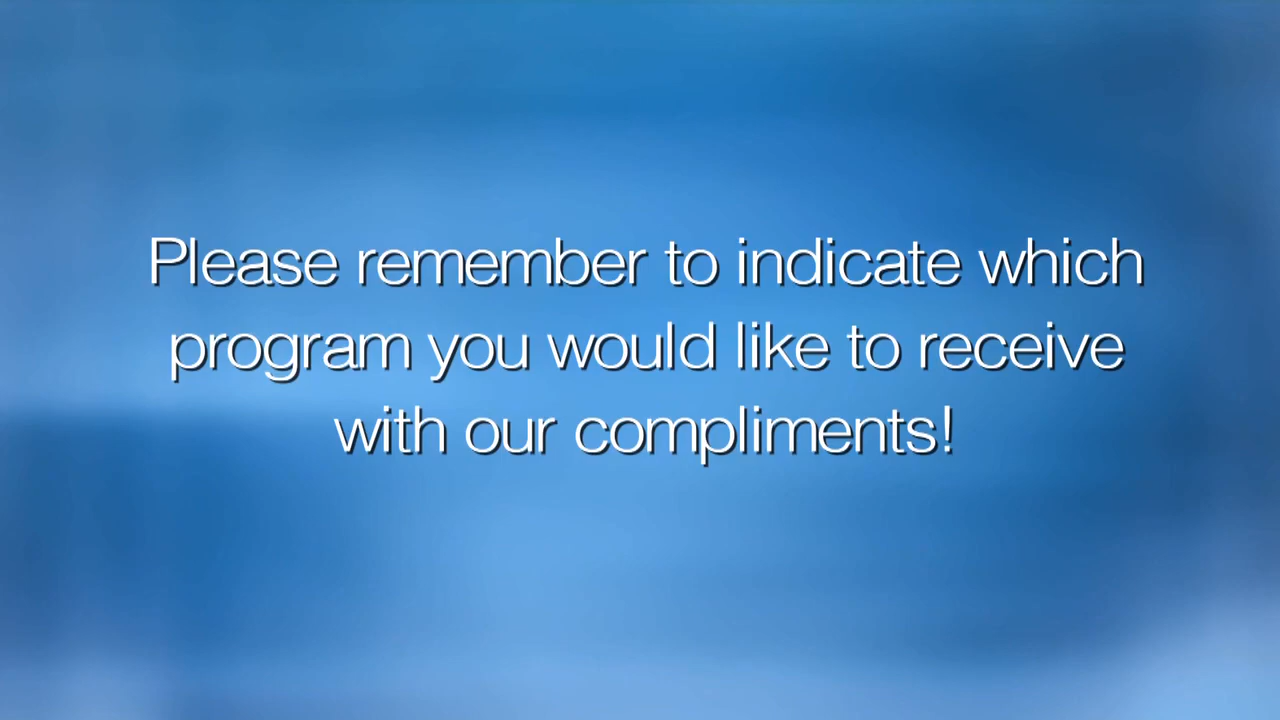 Please remember to indicate which
program you would like to receive
with our compliments!